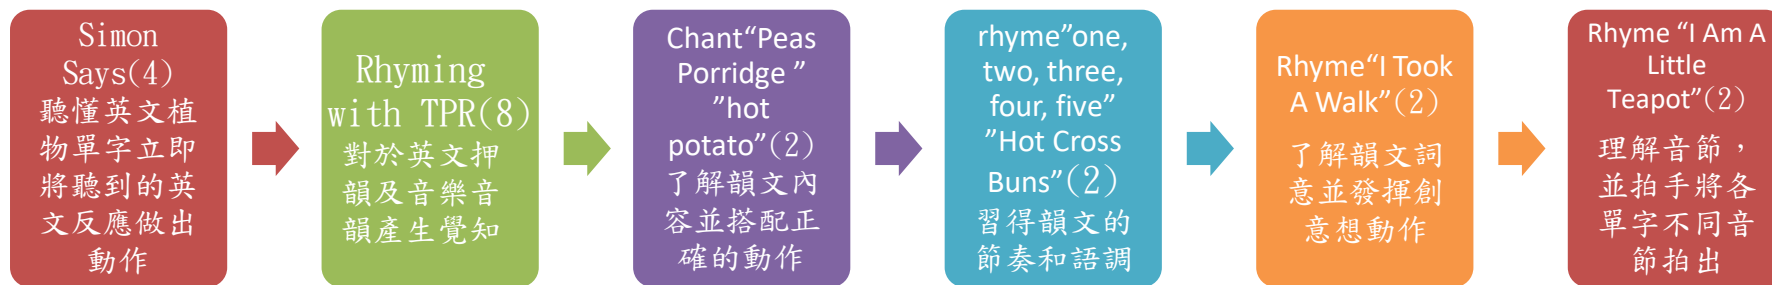 Simon
Says(4)
聽懂英文植
物單字立即
將聽到的英
文反應做出
動作
Rhyming
with TPR(8)
對於英文押
韻及音樂音
韻產生覺知
Chant“Peas
Porridge ”
”hot
potato”(2)
了解韻文內
容並搭配正
確的動作
rhyme”one,
two, three,
four, five”
”Hot Cross
Buns”(2)
習得韻文的
節奏和語調
Rhyme“I Took
A Walk”(2)
了解韻文詞
意並發揮創
意想動作
Rhyme “I Am A
Little
Teapot”(2)
理解音節，
並拍手將各
單字不同音
節拍出